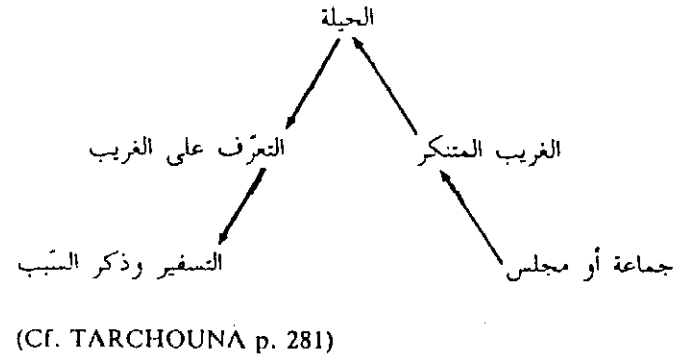 الحيلة
الغريب المتنكر
التعرّف على الغريب
جماعة أو مجلس
التسفير وذكر السّبب
(Cf. TARCHOUNA p. 281)